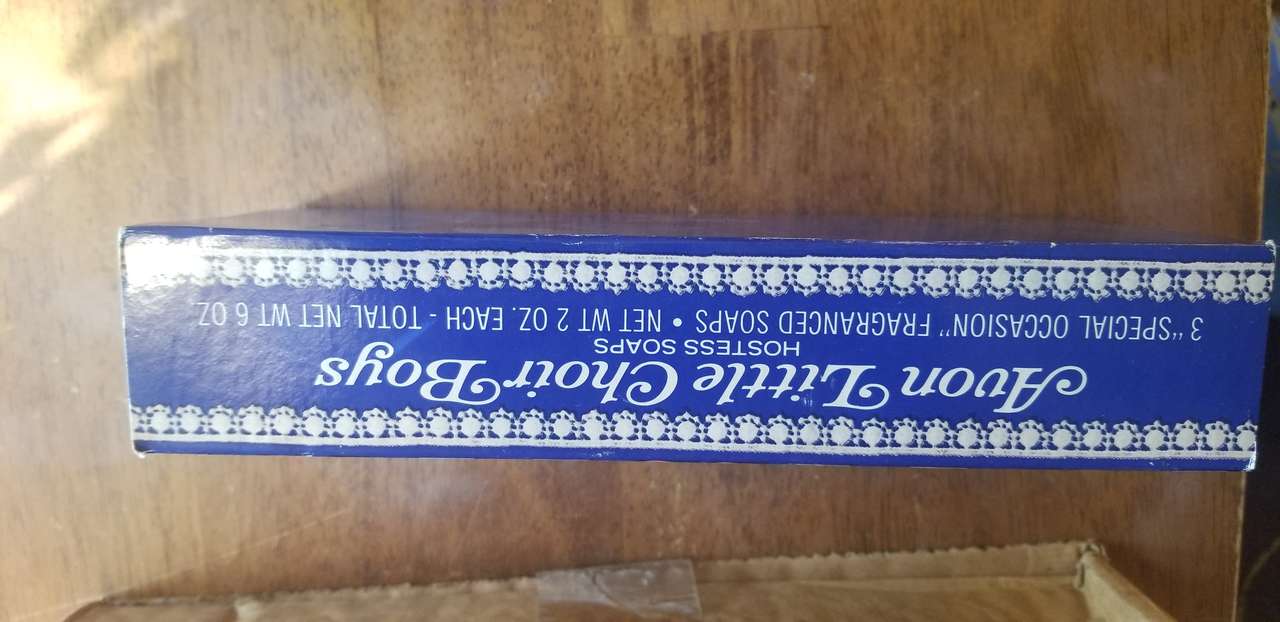 Avon Little Choir Boys
HOSTESS SOAPS
3 "SPECIAL OCCASION" FRAGRANCED SOAPS • NET WT 2 OZ. EACH - TOTAL NET WT 6 OZ